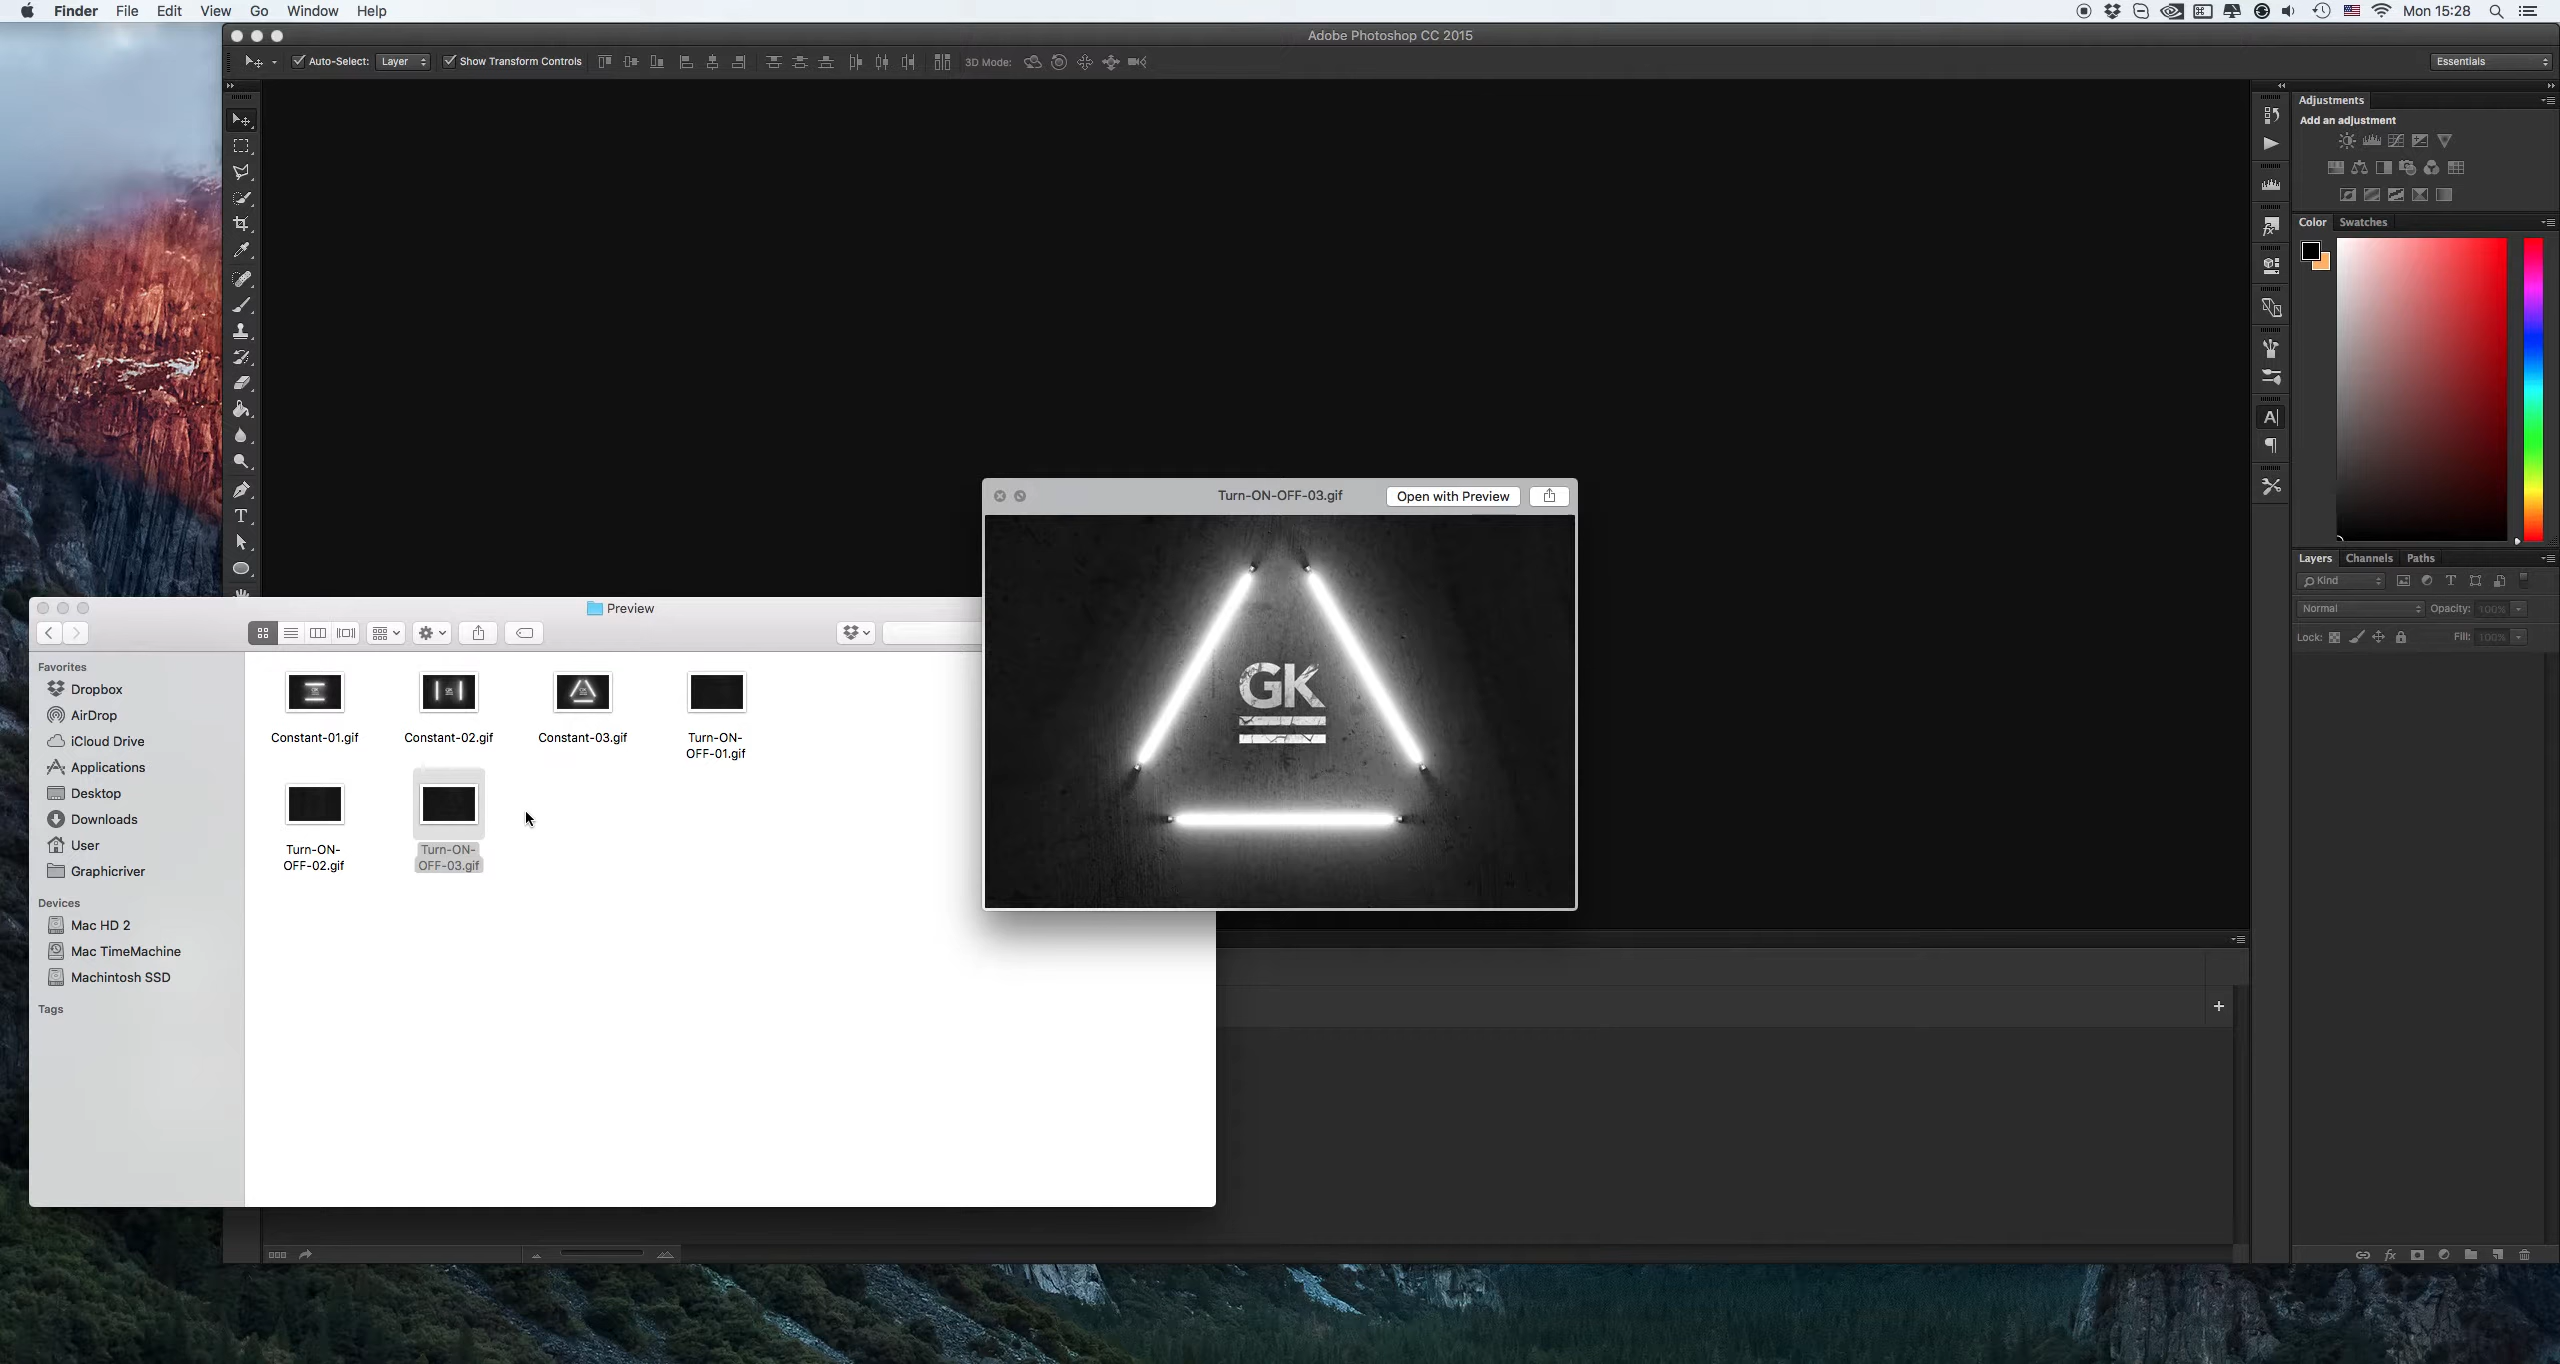 Finder File Edit View Go Window Help
Mon 15:28
Adobe Photoshop CC 2015
Auto-Select: Layer Show Transform Controls 3D Mode: Essentials
Adjustments
Add an adjustment
Color Swatches
Layers Channels Paths
Kind
Normal Opacity: 100%
Lock: Fill: 100%
Turn-ON-OFF-03.gif Open with Preview
GK
Preview
Favorites
Dropbox
AirDrop
iCloud Drive
Applications
Desktop
Downloads
User
Graphicriver
Devices
Mac HD 2
Mac TimeMachine
Machintosh SSD
Tags
Constant-01.gif Constant-02.gif Constant-03.gif Turn-ON-
OFF-01.gif
Turn-ON- Turn-ON-
OFF-02.gif OFF-03.gif